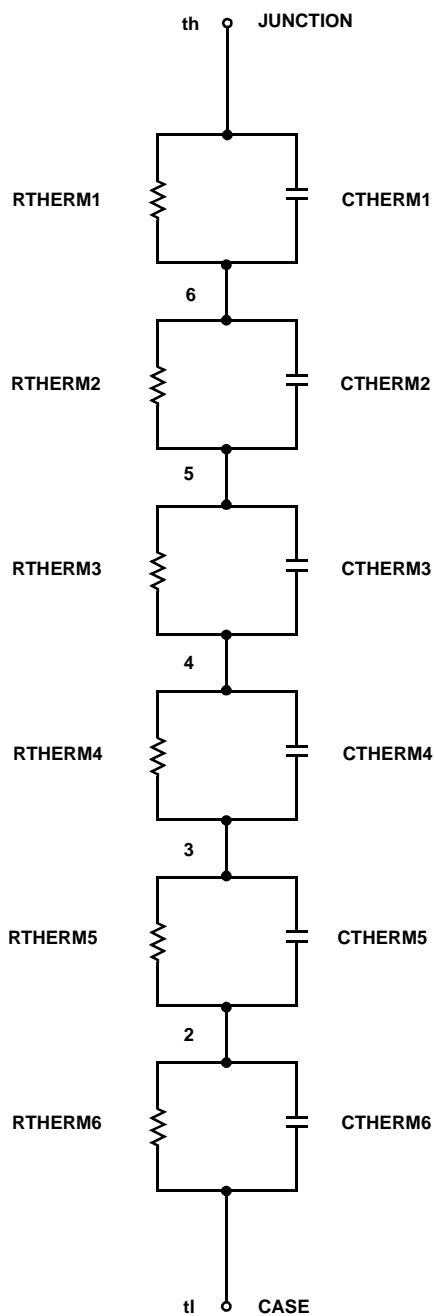 th JUNCTION
RTHERM1 CTHERM1
6
RTHERM2 CTHERM2
5
RTHERM3 CTHERM3
4
RTHERM4 CTHERM4
3
RTHERM5 CTHERM5
2
RTHERM6 CTHERM6
tl CASE